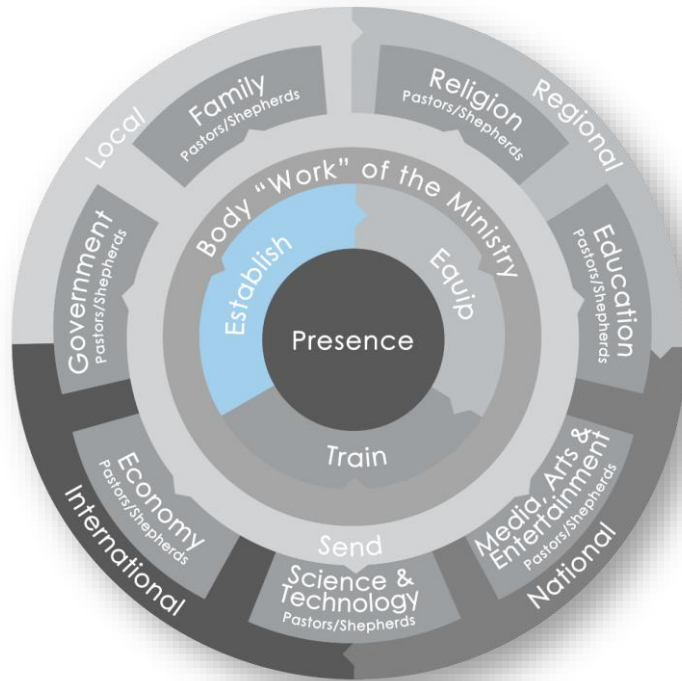 Local
Family
Pastors/Shepherds
Religion
Pastors/Shepherds
Regional
Government
Pastors/Shepherds
Body “Work” of the Ministry
Education
Pastors/Shepherds
Establish
Equip
Presence
Train
Economy
Pastors/Shepherds
Media, Arts &
Entertainment
Pastors/Shepherds
Send
Science &
Technology
Pastors/Shepherds
International
National